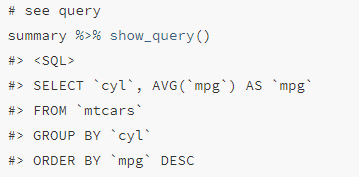 # see query
summary %>% show_query()
#> <SQL>
#> SELECT `cyl`, AVG(`mpg`) AS `mpg`
#> FROM `mtcars`
#> GROUP BY `cyl`
#> ORDER BY `mpg` DESC